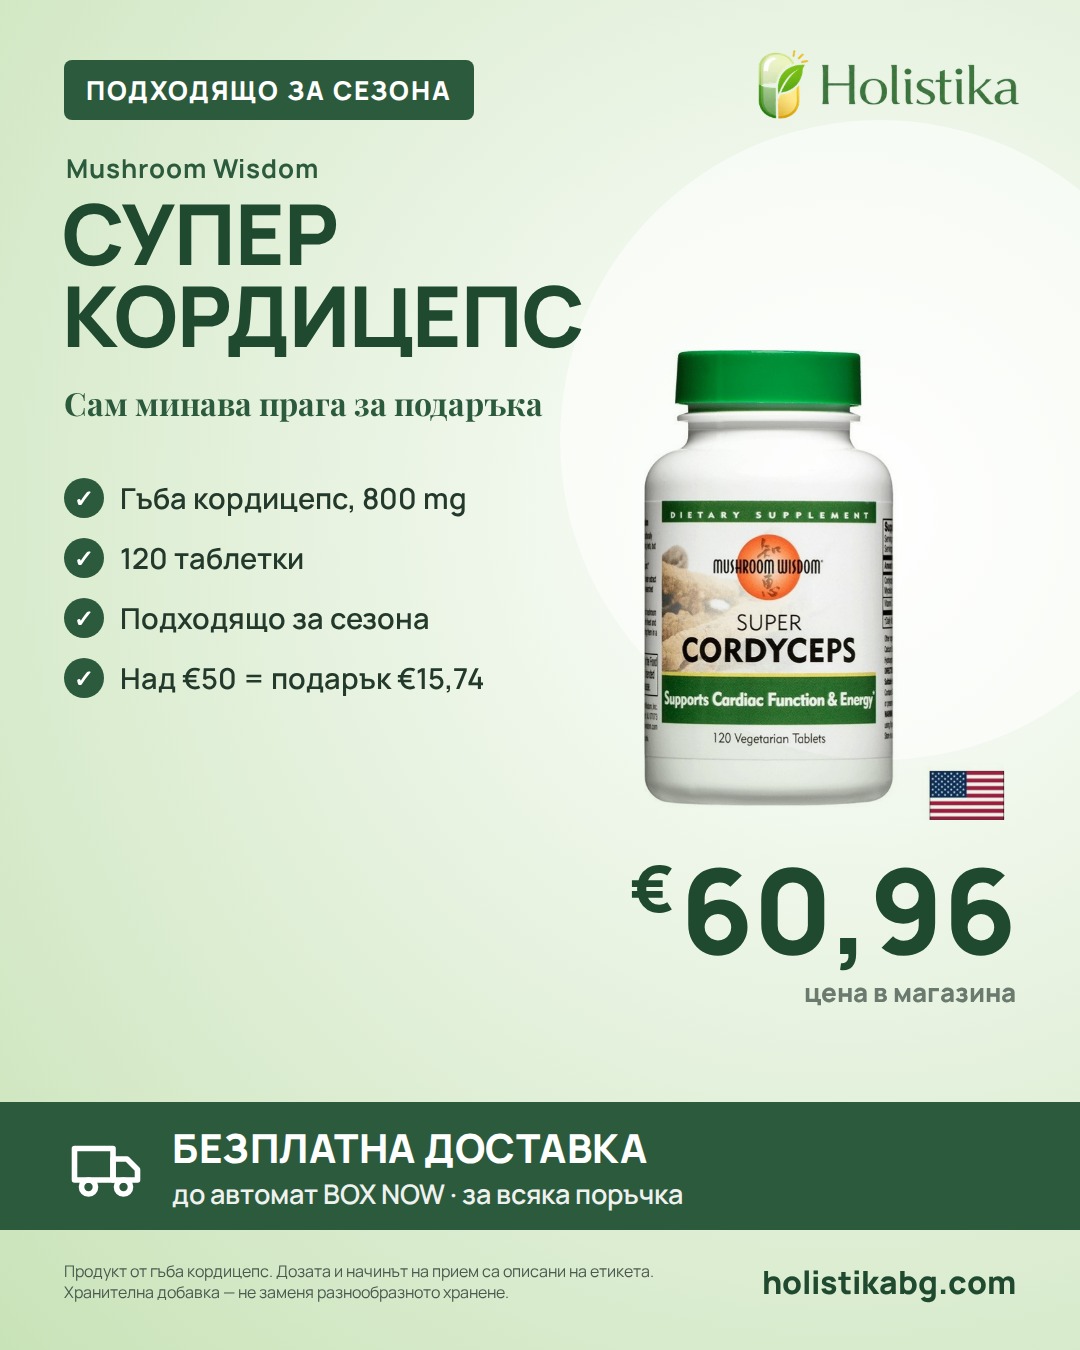 ПОДХОДЯЩО ЗА СЕЗОНА
Holistika
Mushroom Wisdom
СУПЕР
КОРДИЦЕПС
Сам минава прага за подаръка
✓ Гъба кордицепс, 800 mg
✓ 120 таблетки
✓ Подходящо за сезона
✓ Над €50 = подарък €15,74
DIETARY SUPPLEMENT
MUSHROOM WISDOM®
SUPER
CORDYCEPS
Supports Cardiac Function & Energy*
120 Vegetarian Tablets
€60,96
цена в магазина
БЕЗПЛАТНА ДОСТАВКА
до автомат BOX NOW · за всяка поръчка
Продукт от гъба кордицепс. Дозата и начинът на прием са описани на етикета.
Хранителна добавка — не заменя разнообразното хранене.
holistikabg.com